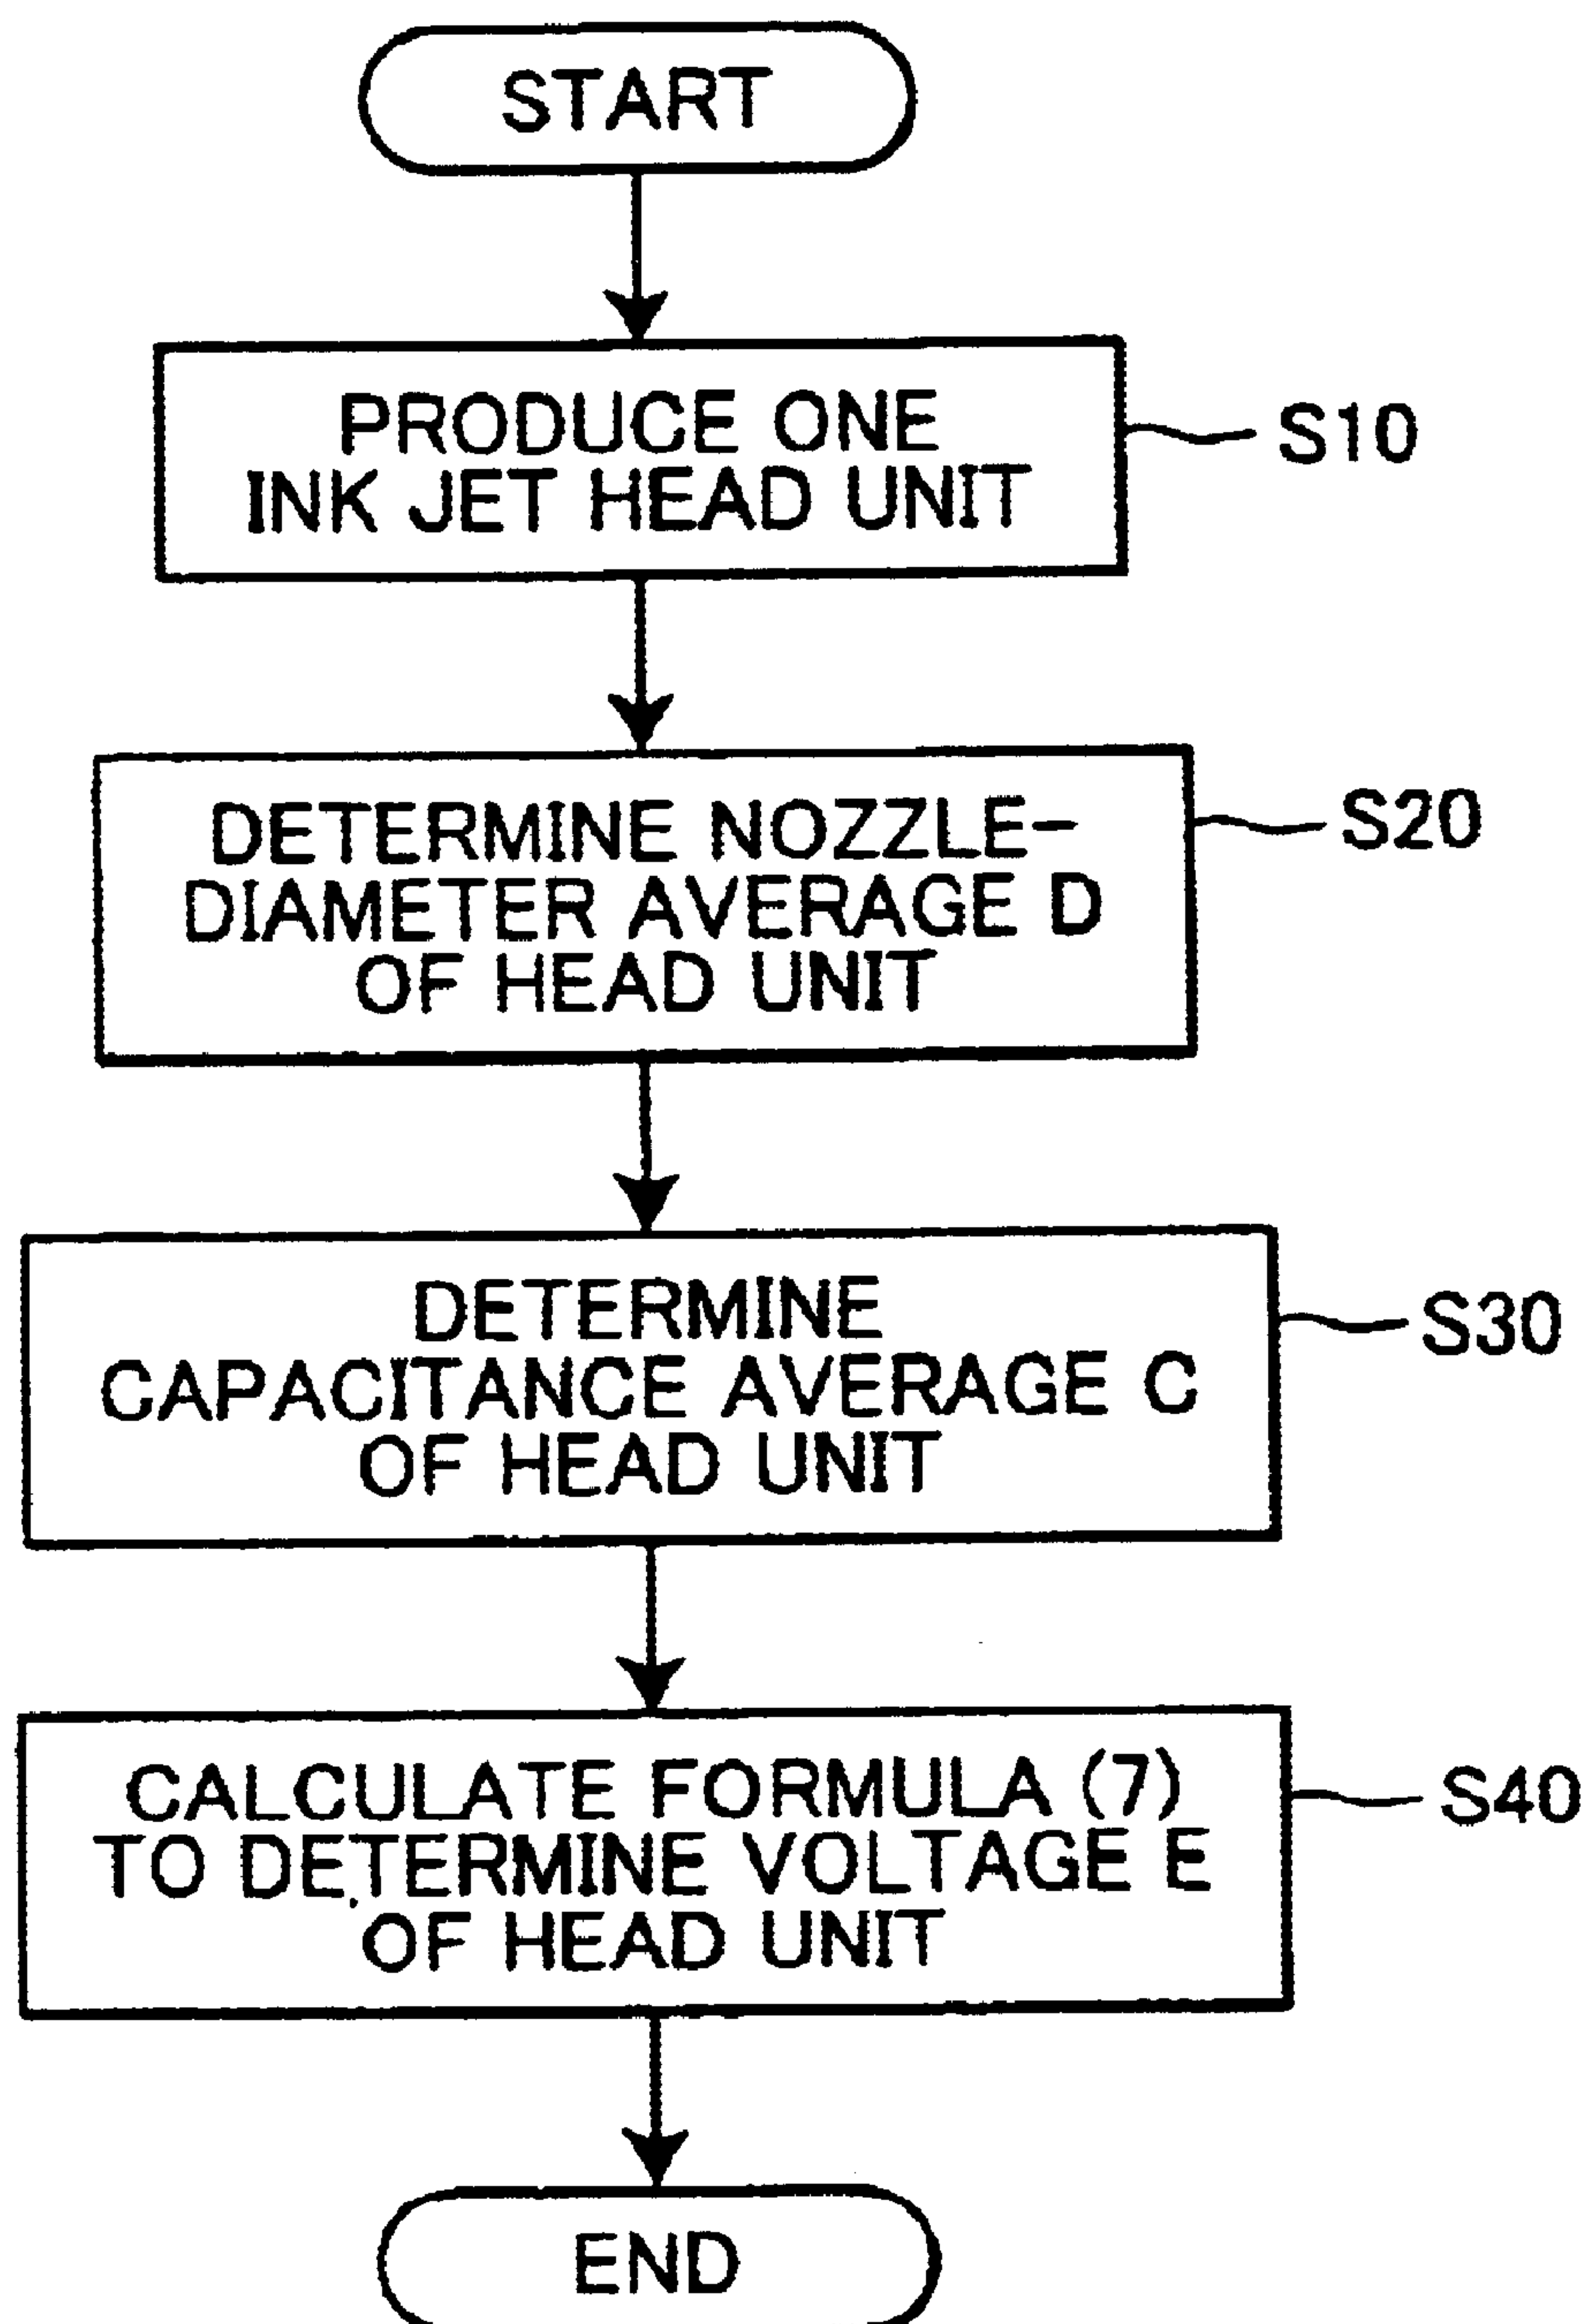 START
PRODUCE ONE
INK JET HEAD UNIT
S10
DETERMINE NOZZLE-
DIAMETER AVERAGE D
OF HEAD UNIT
S20
DETERMINE
CAPACITANCE AVERAGE C
OF HEAD UNIT
S30
CALCULATE FORMULA (7)
TO DETERMINE VOLTAGE E
OF HEAD UNIT
S40
END